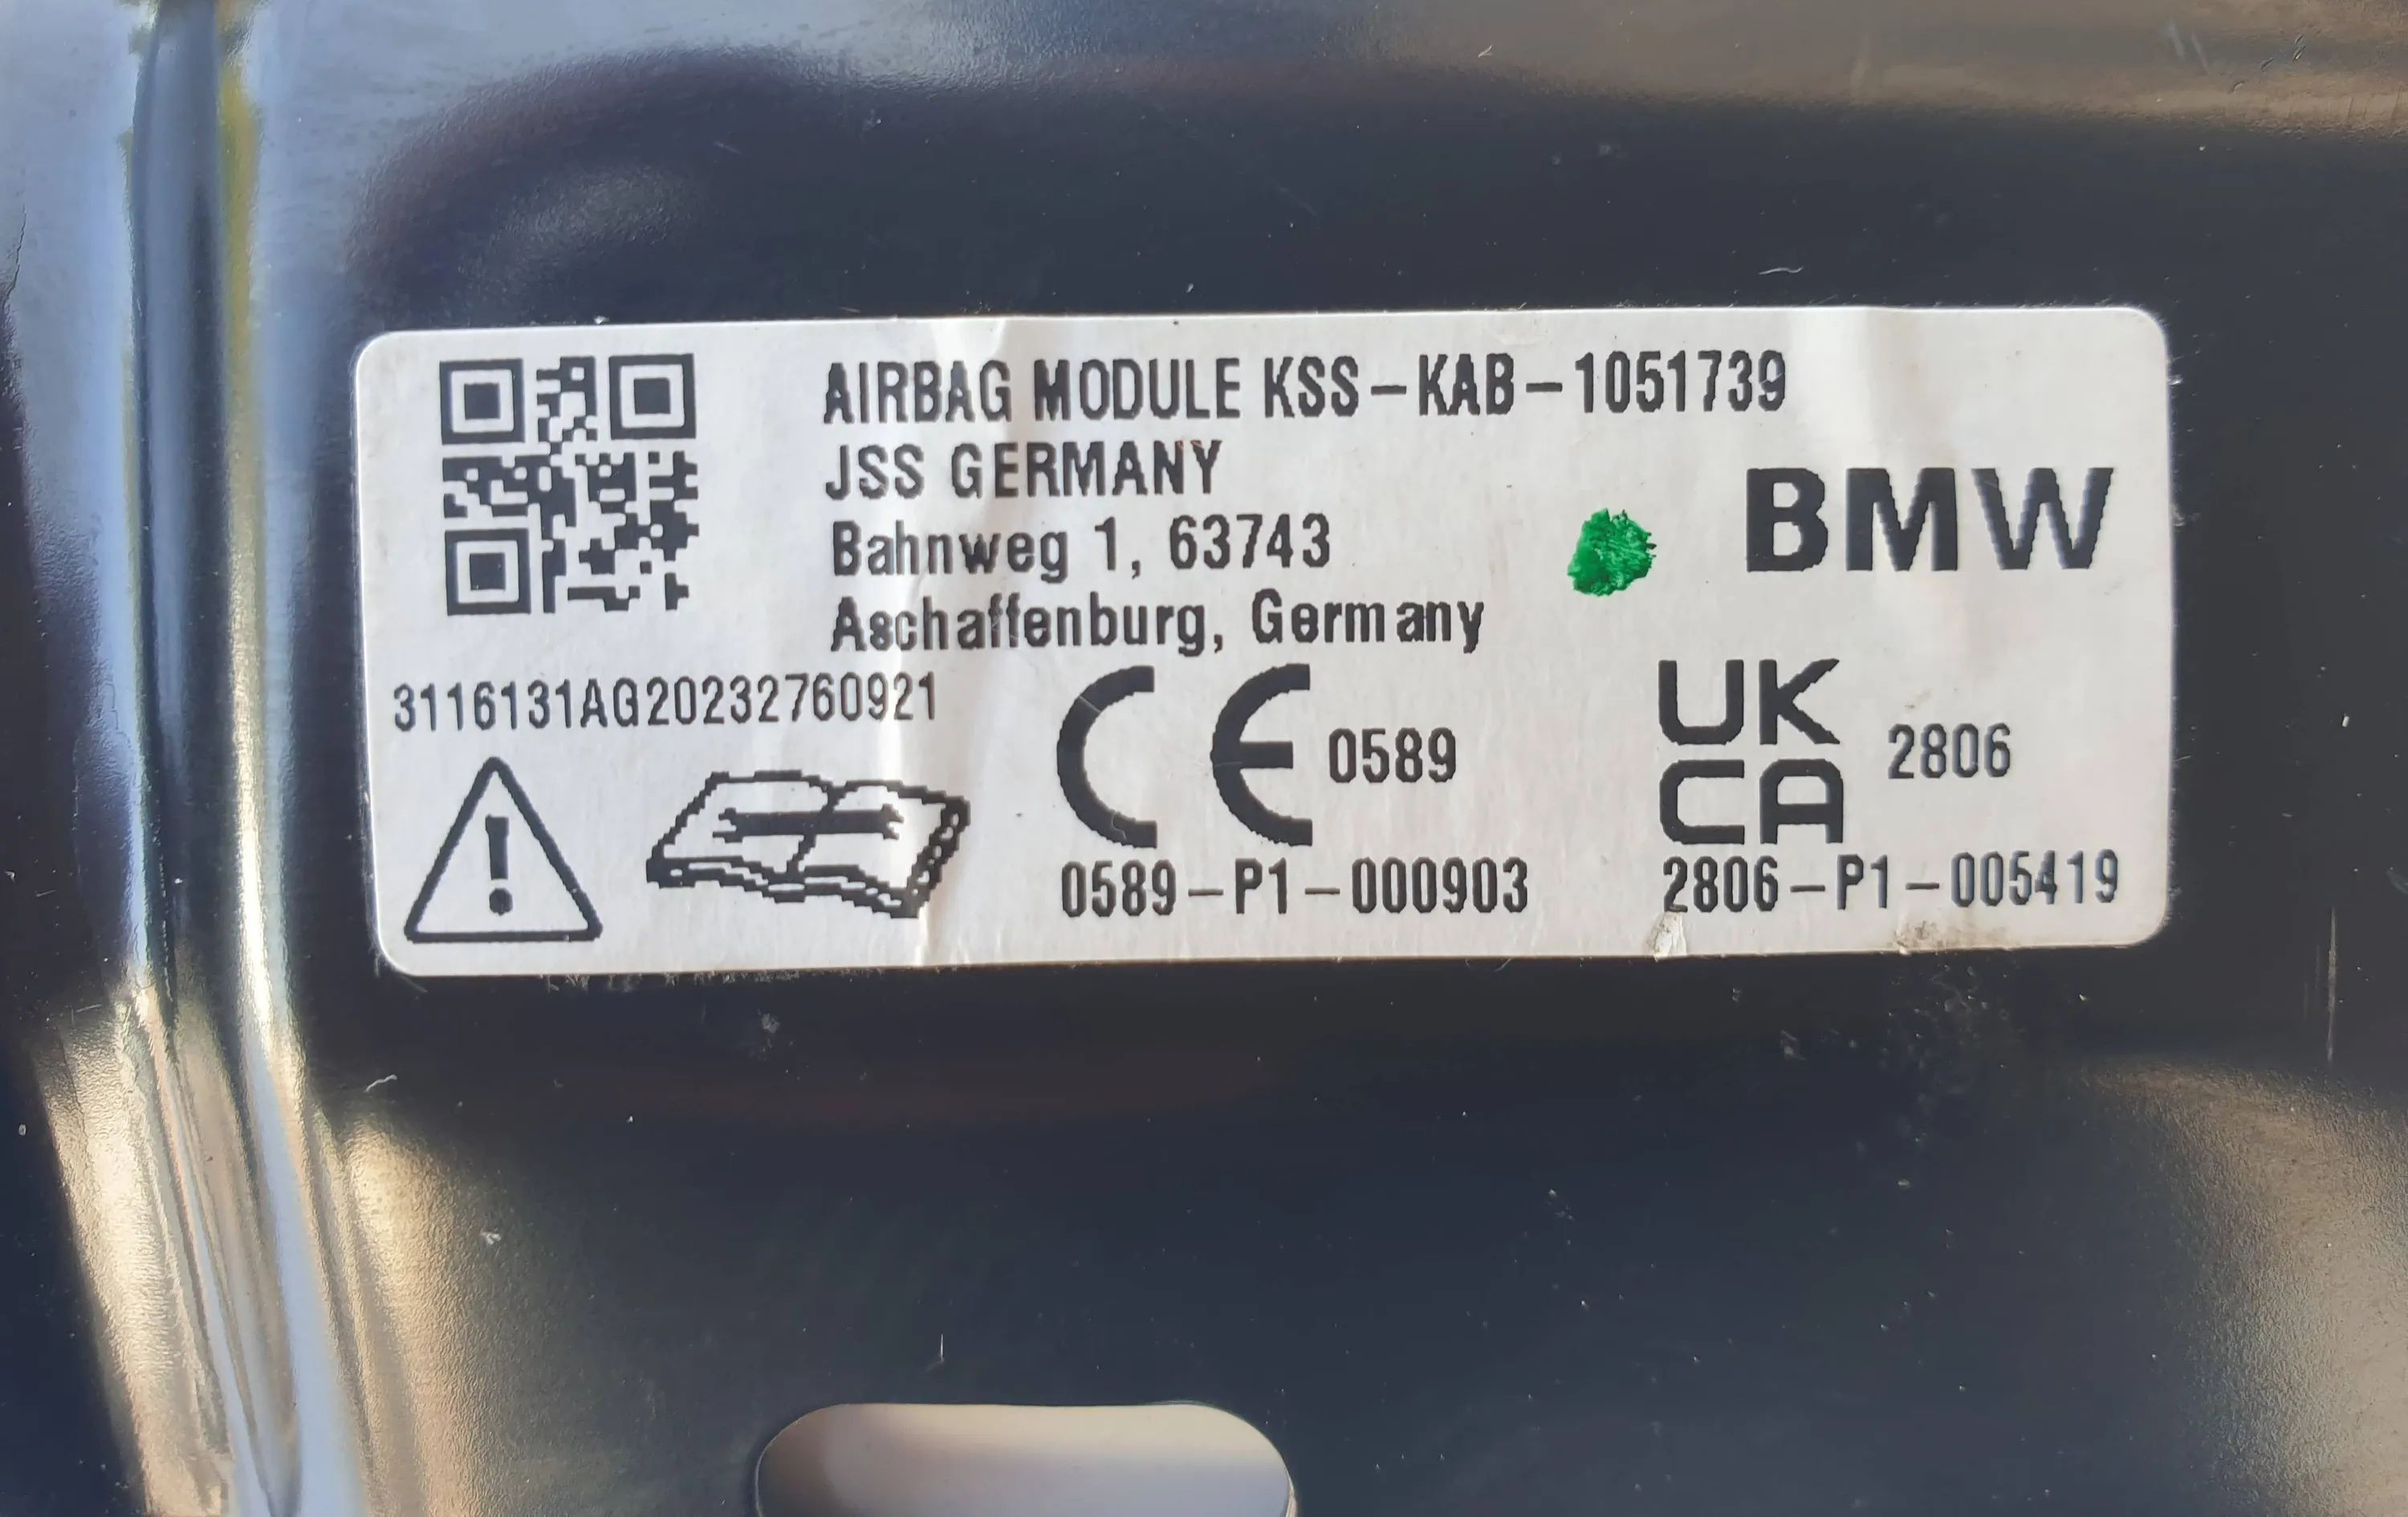 AIRBAG MODULE KSS-KAB-1051739
JSS GERMANY
Bahnweg 1, 63743
Aschaffenburg, Germany
BMW
3116131AG20232760921
CE 0589
0589-P1-000903
UK
CA 2806
2806-P1-005419